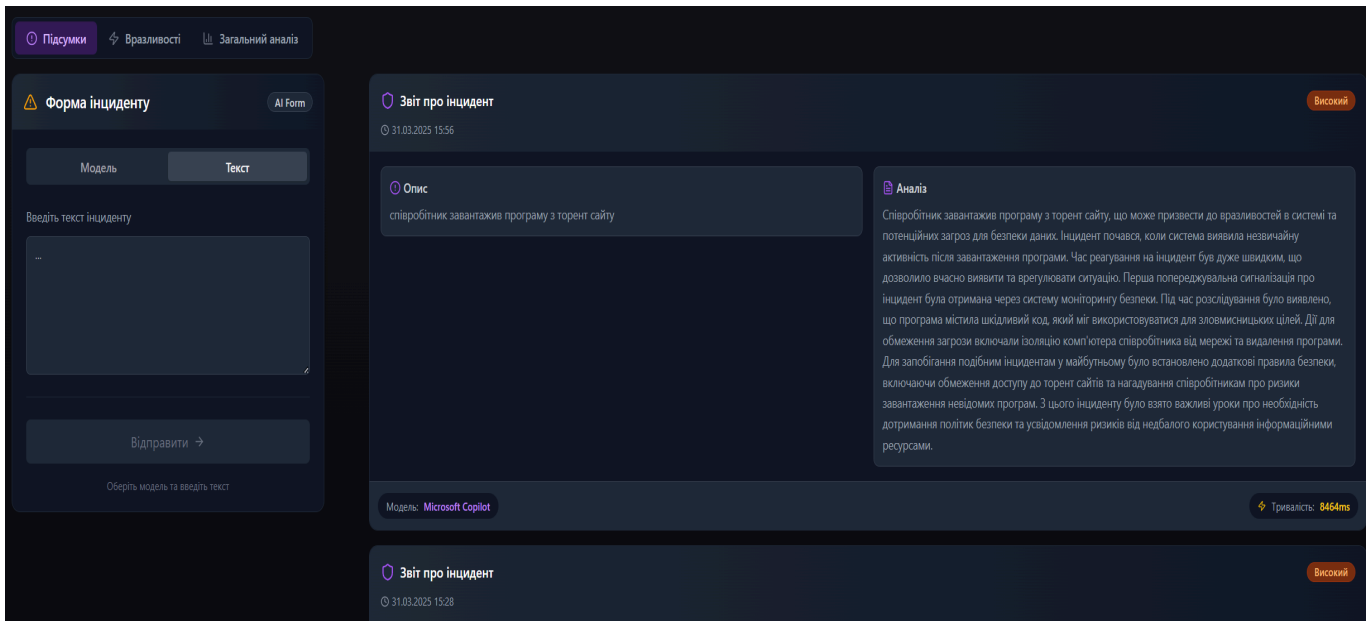 Підсумки
Вразливості
Загальний аналіз
Форма інциденту
AI Form
Модель
Текст
Введіть текст інциденту
...
Відправити →
Оберіть модель та введіть текст
Звіт про інцидент
Високий
31.03.2025 15:56
Опис
співробітник завантажив програму з торент сайту
Аналіз
Співробітник завантажив програму з торент сайту, що може призвести до вразливостей в системі та
потенційних загроз для безпеки даних. Інцидент почався, коли система виявила незвичайну
активність після завантаження програми. Час реагування на інцидент був дуже швидким, що
дозволило вчасно виявити та врегулювати ситуацію. Перша попереджувальна сигналізація про
інцидент була отримана через систему моніторингу безпеки. Під час розслідування було виявлено,
що програма містила шкідливий код, який міг використовуватися для зловмисницьких цілей. Дії для
обмеження загрози включали ізоляцію комп'ютера співробітника від мережі та видалення програми.
Для запобігання подібним інцидентам у майбутньому було встановлено додаткові правила безпеки,
включаючи обмеження доступу до торент сайтів та нагадування співробітникам про ризики
завантаження невідомих програм. З цього інциденту було взято важливі уроки про необхідність
дотримання політик безпеки та усвідомлення ризиків від недбалого користування інформаційними
ресурсами.
Модель: Microsoft Copilot
Тривалість: 8464ms
Звіт про інцидент
Високий
31.03.2025 15:28